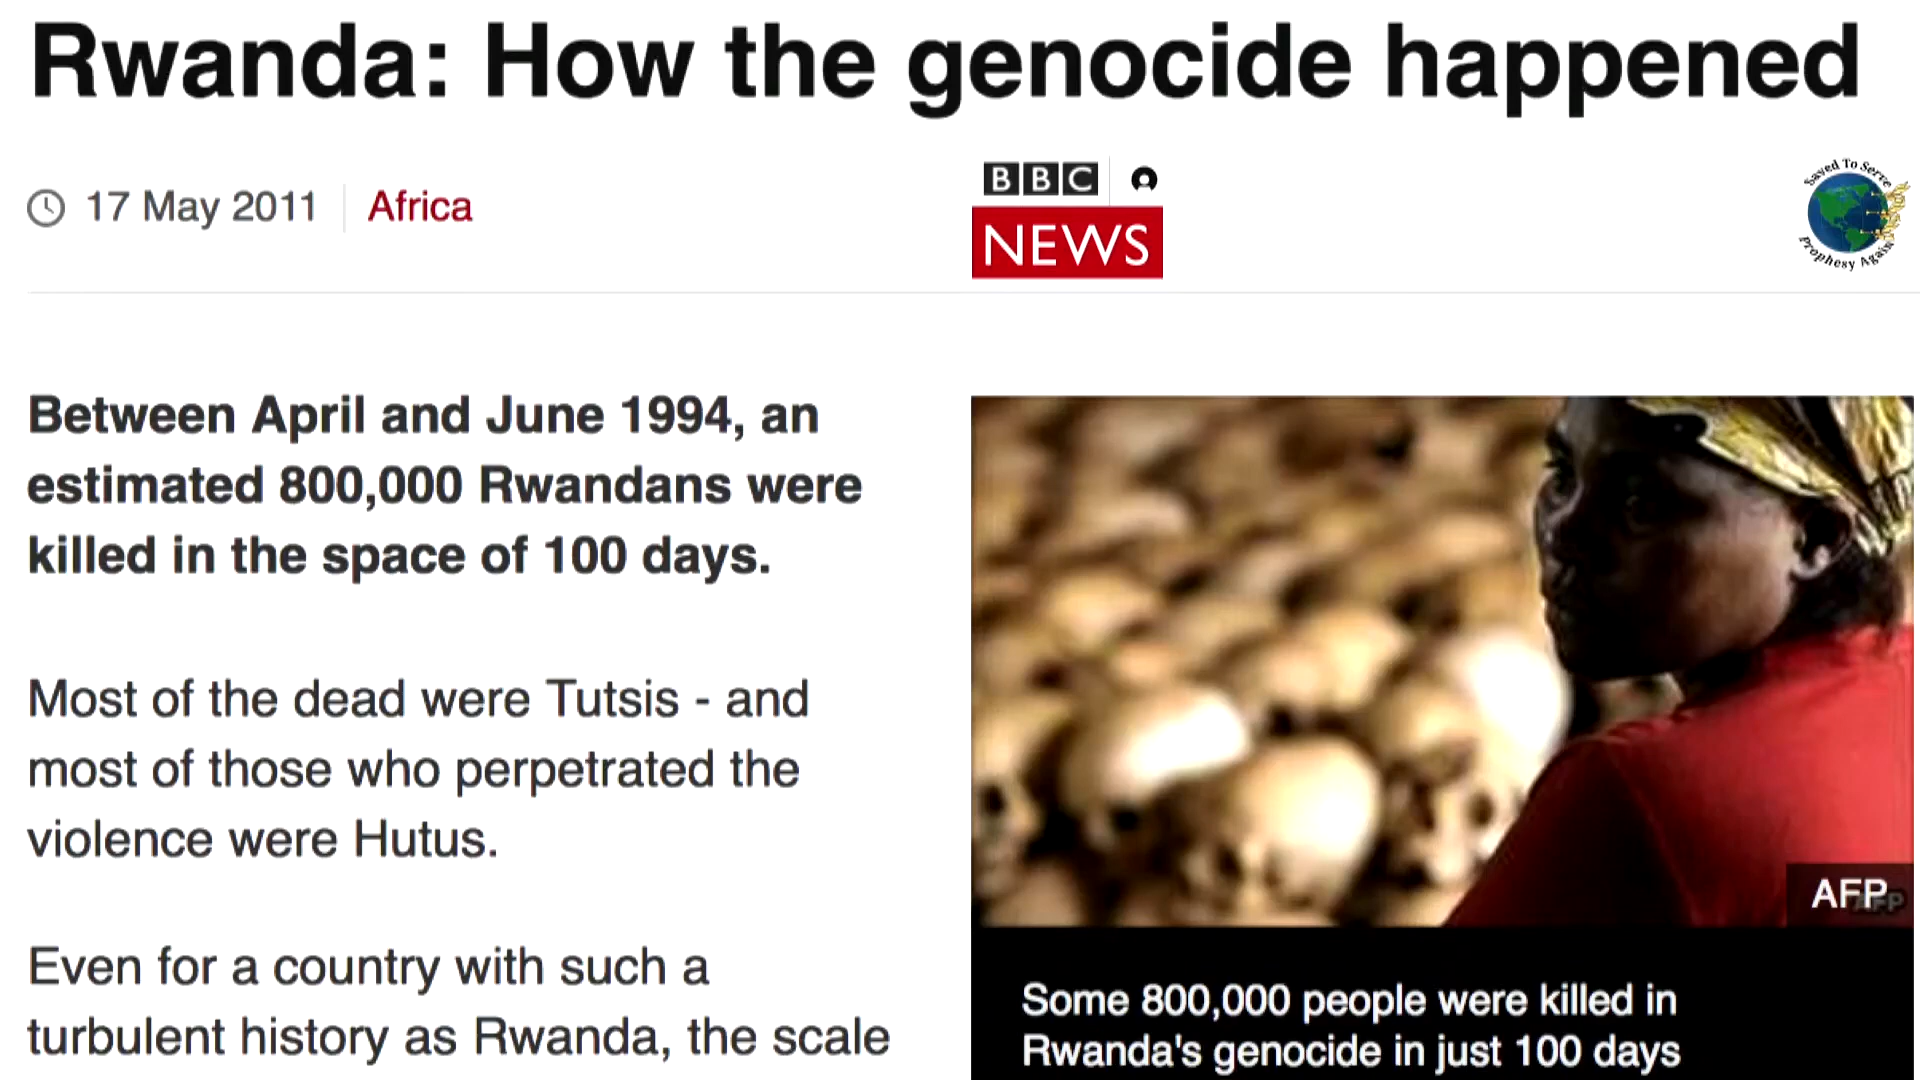 Rwanda: How the genocide happened
17 May 2011
Africa
BBC
NEWS
Saved To Serve
Prophesy Again
Between April and June 1994, an
estimated 800,000 Rwandans were
killed in the space of 100 days.
Most of the dead were Tutsis - and
most of those who perpetrated the
violence were Hutus.
Even for a country with such a
turbulent history as Rwanda, the scale
AFP
AFP
Some 800,000 people were killed in
Rwanda's genocide in just 100 days